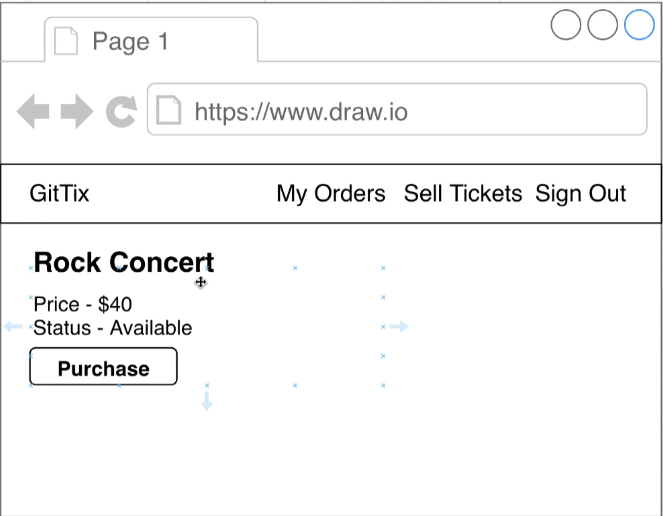 Page 1
https://www.draw.io
GitTix My Orders Sell Tickets Sign Out
Rock Concert
Price - $40
Status - Available
Purchase